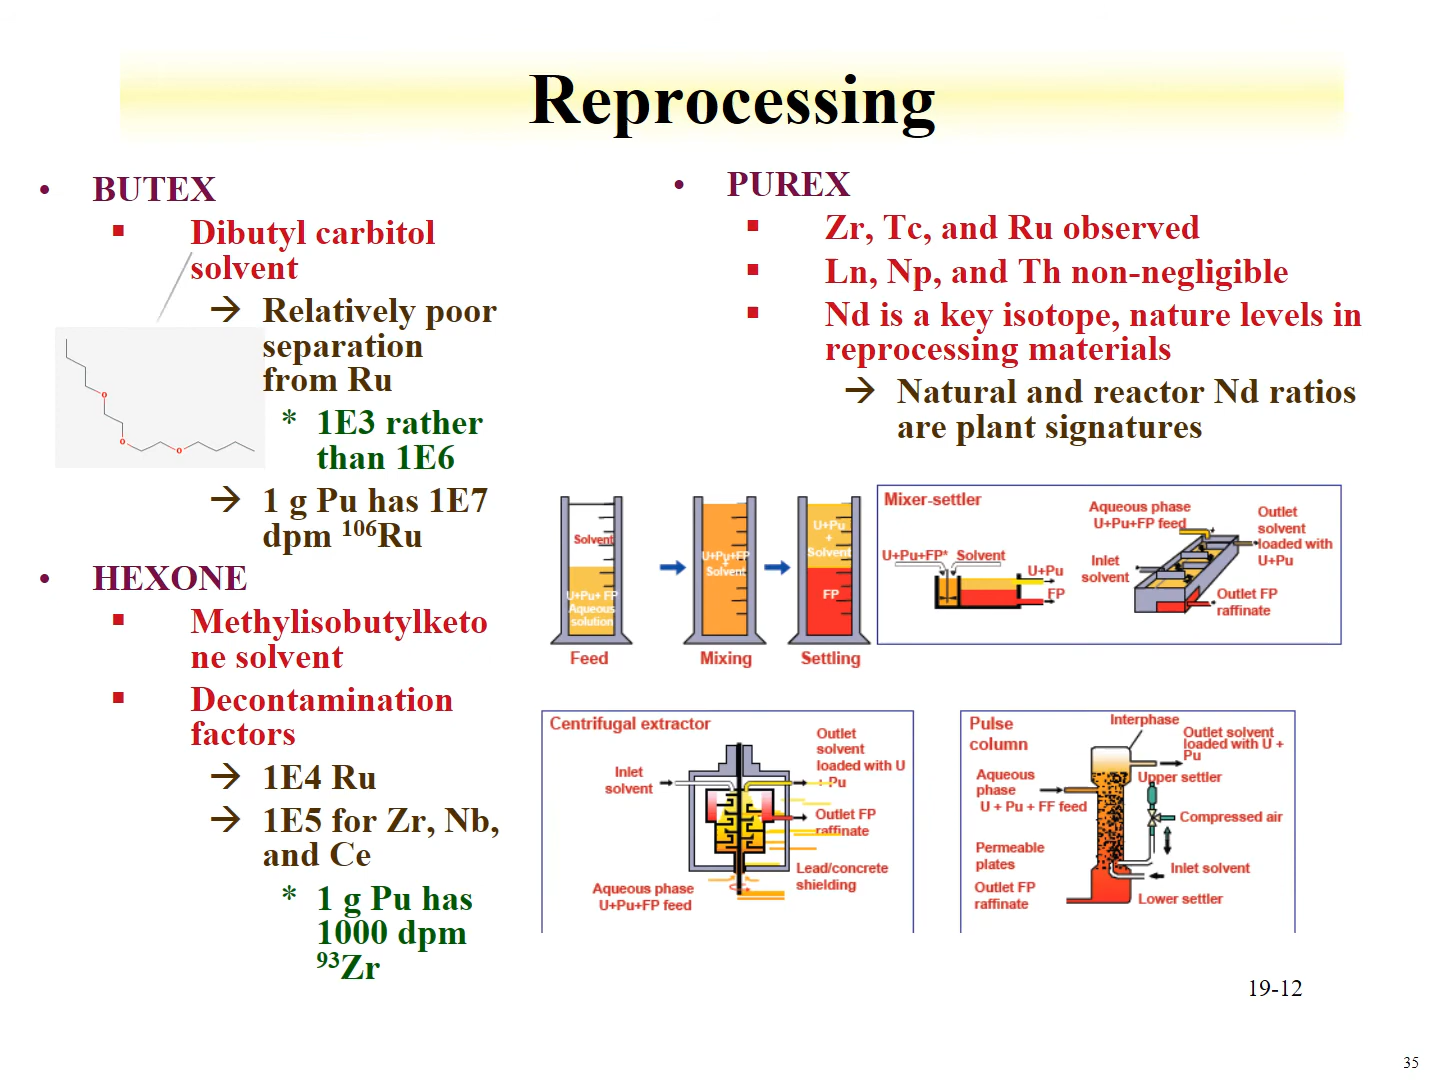 Reprocessing
• BUTEX
▪ Dibutyl carbitol
solvent
→ Relatively poor
separation
from Ru
* 1E3 rather
than 1E6
→ 1 g Pu has 1E7
dpm ¹⁰⁶Ru
• HEXONE
▪ Methylisobutylketo
ne solvent
▪ Decontamination
factors
→ 1E4 Ru
→ 1E5 for Zr, Nb,
and Ce
* 1 g Pu has
1000 dpm
⁹³Zr
• PUREX
▪ Zr, Tc, and Ru observed
▪ Ln, Np, and Th non-negligible
▪ Nd is a key isotope, nature levels in
reprocessing materials
→ Natural and reactor Nd ratios
are plant signatures
o
o
o
Solvent
U+Pu+ FP
Aqueous
solution
Feed
U+Pu+FP
+
Solvent
Mixing
U+Pu
+
Solvent
FP
Settling
Mixer-settler
U+Pu+FP* Solvent
U+Pu
FP
Aqueous phase
U+Pu+FP feed
Inlet
solvent
Outlet
solvent
loaded with
U+Pu
Outlet FP
raffinate
Centrifugal extractor
Inlet
solvent
Outlet
solvent
loaded with U
+ Pu
Outlet FP
raffinate
Lead/concrete
shielding
Aqueous phase
U+Pu+FP feed
Pulse
column
Interphase
Outlet solvent
loaded with U +
Pu
Upper settler
Aqueous
phase
U + Pu + FF feed
Compressed air
Permeable
plates
Inlet solvent
Outlet FP
raffinate
Lower settler
19-12
35